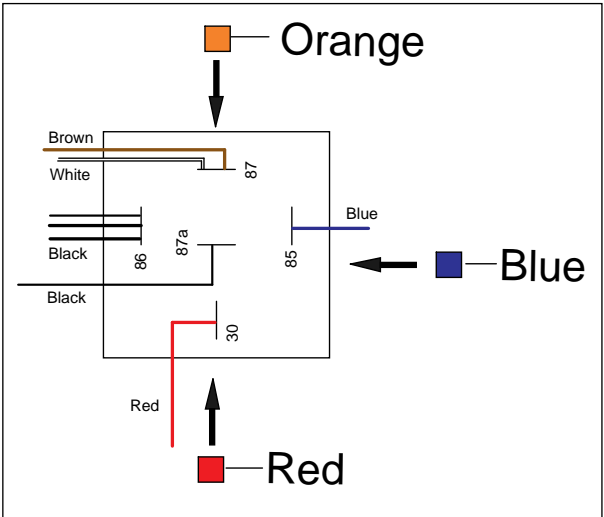 Orange
Brown
White
87
Blue
87a
86
85
Black
Blue
Black
30
Red
Red